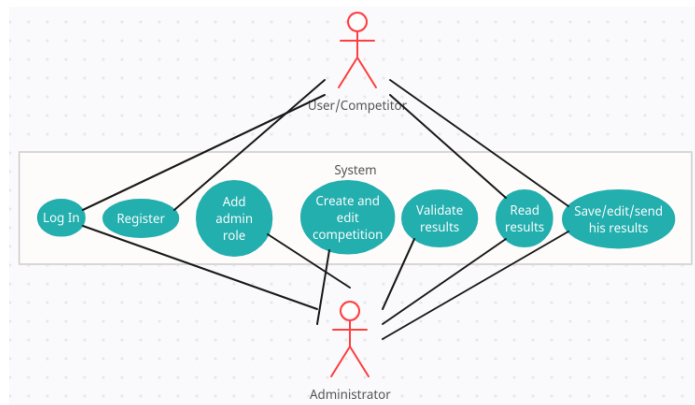 User/Competitor
System
Log In
Register
Add
admin
role
Create and
edit
competition
Validate
results
Read
results
Save/edit/send
his results
Administrator